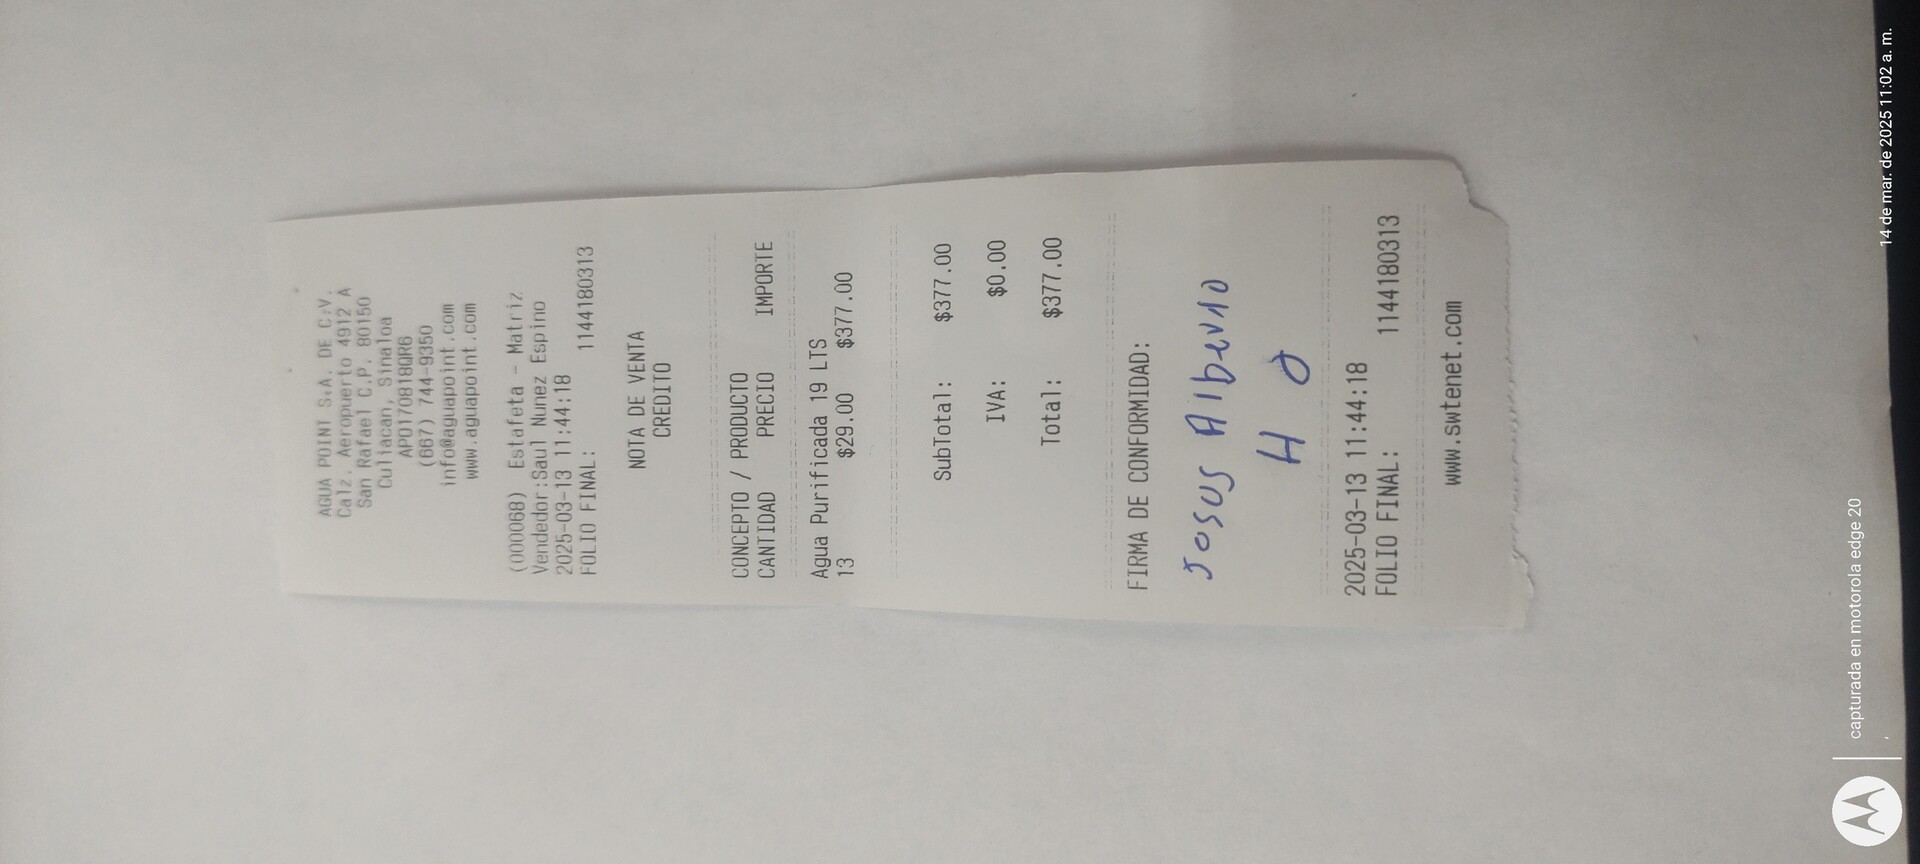 AGUA POINT S.A. DE C.V.
Calz. Aeropuerto 4912 A
San Rafael C.P. 80150
Culiacan, Sinaloa
APO170818QR6
(667) 744-9350
info@aguapoint.com
www.aguapoint.com
(000068) Estafeta - Matriz
Vendedor:Saul Nunez Espino
2025-03-13 11:44:18
FOLIO FINAL: 1144180313
NOTA DE VENTA
CREDITO
CONCEPTO / PRODUCTO
CANTIDAD PRECIO IMPORTE
Agua Purificada 19 LTS
13 $29.00 $377.00
SubTotal: $377.00
IVA: $0.00
Total: $377.00
FIRMA DE CONFORMIDAD:
H O
2025-03-13 11:44:18
FOLIO FINAL: 1144180313
www.swtenet.com
capturada en motorola edge 20
14 de mar. de 2025 11:02 a. m.